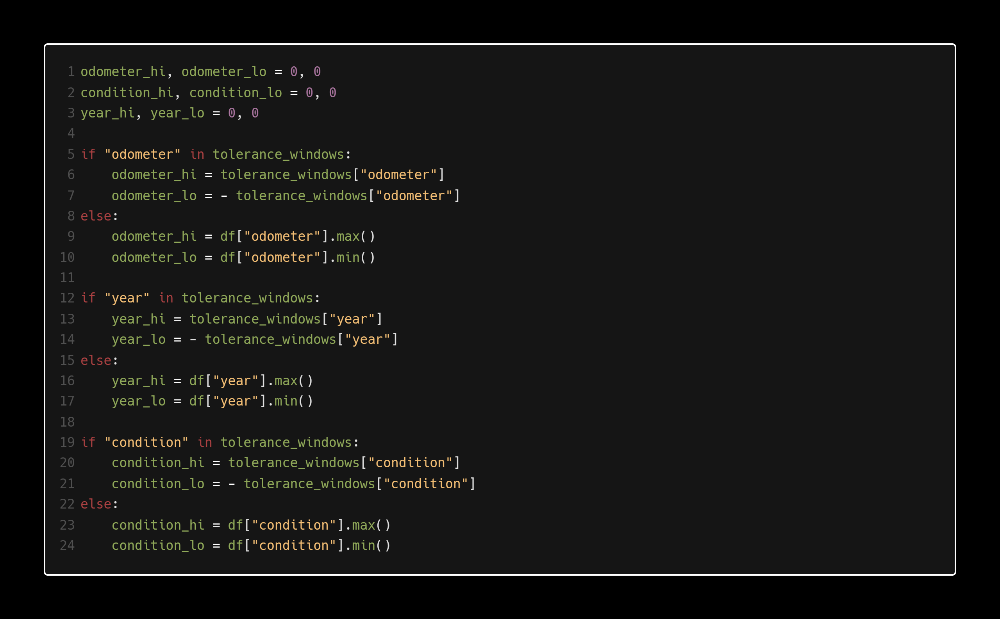 1 odometer_hi, odometer_lo = 0, 0
2 condition_hi, condition_lo = 0, 0
3 year_hi, year_lo = 0, 0
4
5 if "odometer" in tolerance_windows:
6     odometer_hi = tolerance_windows["odometer"]
7     odometer_lo = - tolerance_windows["odometer"]
8 else:
9     odometer_hi = df["odometer"].max()
10     odometer_lo = df["odometer"].min()
11
12 if "year" in tolerance_windows:
13     year_hi = tolerance_windows["year"]
14     year_lo = - tolerance_windows["year"]
15 else:
16     year_hi = df["year"].max()
17     year_lo = df["year"].min()
18
19 if "condition" in tolerance_windows:
20     condition_hi = tolerance_windows["condition"]
21     condition_lo = - tolerance_windows["condition"]
22 else:
23     condition_hi = df["condition"].max()
24     condition_lo = df["condition"].min()